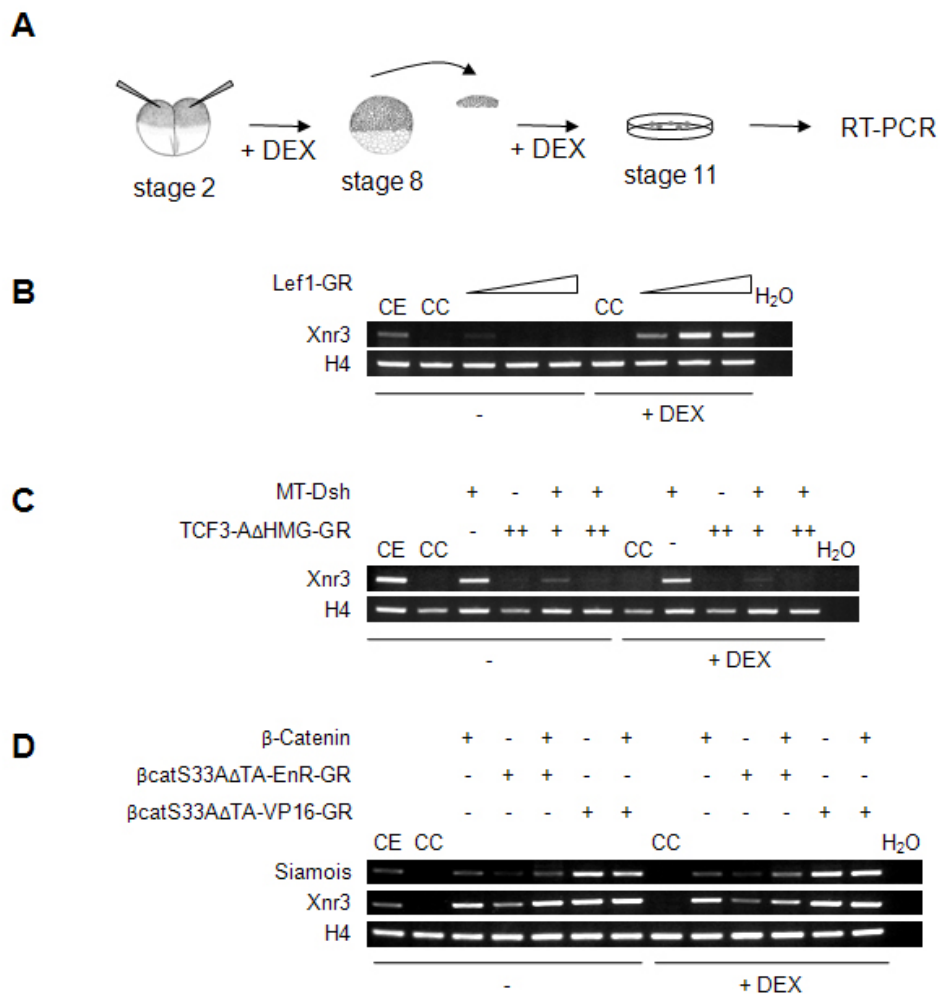 A
+ DEX
+ DEX
RT-PCR
stage 2
stage 8
stage 11
B
Lef1-GR
CE CC CC H₂O
Xnr3
H4
- + DEX
C
MT-Dsh + - + + + - + +
TCF3-AΔHMG-GR - ++ + ++ - ++ + ++
CE CC CC H₂O
Xnr3
H4
- + DEX
D
β-Catenin + - + - + + - + - +
βcatS33AΔTA-EnR-GR - + + - - - + + - -
βcatS33AΔTA-VP16-GR - - - + + - - - + +
CE CC CC H₂O
Siamois
Xnr3
H4
- + DEX